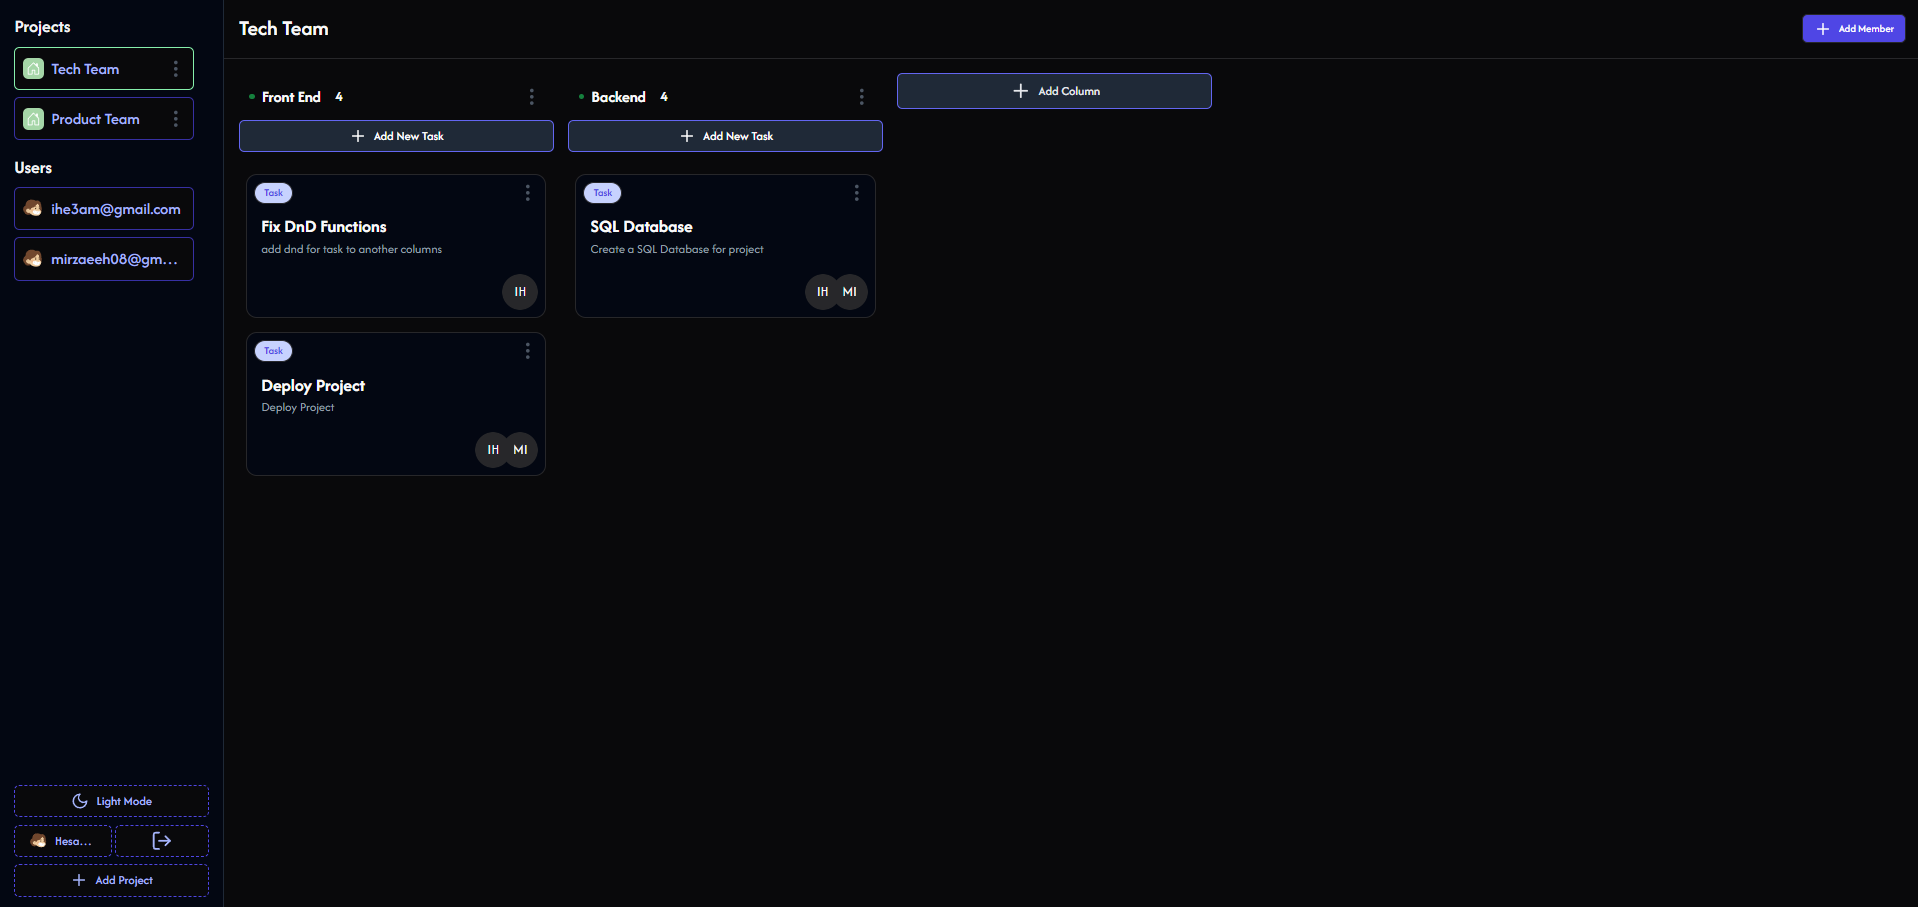 Projects
Tech Team
Product Team
Users
ihe3am@gmail.com
mirzaeeh08@gm...
Light Mode
Hesa...
Add Project
Tech Team
Add Member
Front End 4
Add New Task
Task
Fix DnD Functions
add dnd for task to another columns
IH
Task
Deploy Project
Deploy Project
IH MI
Backend 4
Add New Task
Task
SQL Database
Create a SQL Database for project
IH MI
Add Column